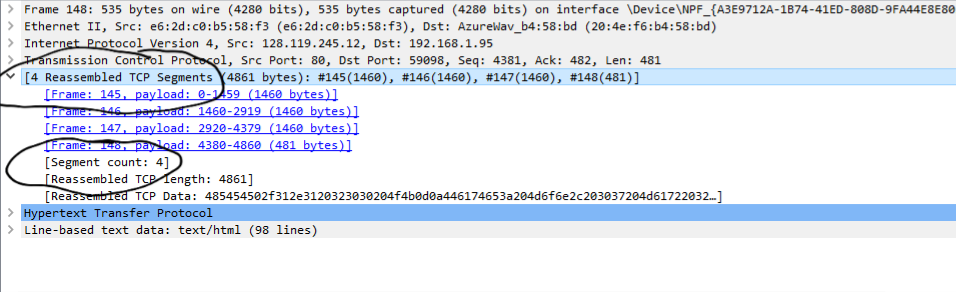 Frame 148: 535 bytes on wire (4280 bits), 535 bytes captured (4280 bits) on interface \Device\NPF_{A3E9712A-1B74-41ED-808D-9FA44E8E80
Ethernet II, Src: e6:2d:c0:b5:58:f3 (e6:2d:c0:b5:58:f3), Dst: AzureWav_b4:58:bd (20:4e:f6:b4:58:bd)
Internet Protocol Version 4, Src: 128.119.245.12, Dst: 192.168.1.95
Transmission Control Protocol, Src Port: 80, Dst Port: 59098, Seq: 4381, Ack: 482, Len: 481
[4 Reassembled TCP Segments (4861 bytes): #145(1460), #146(1460), #147(1460), #148(481)]
[Frame: 145, payload: 0-1459 (1460 bytes)]
[Frame: 146, payload: 1460-2919 (1460 bytes)]
[Frame: 147, payload: 2920-4379 (1460 bytes)]
[Frame: 148, payload: 4380-4860 (481 bytes)]
[Segment count: 4]
[Reassembled TCP length: 4861]
[Reassembled TCP Data: 485454502f312e3120323030204f4b0d0a446174653a204d6f6e2c203037204d61722032…]
Hypertext Transfer Protocol
Line-based text data: text/html (98 lines)